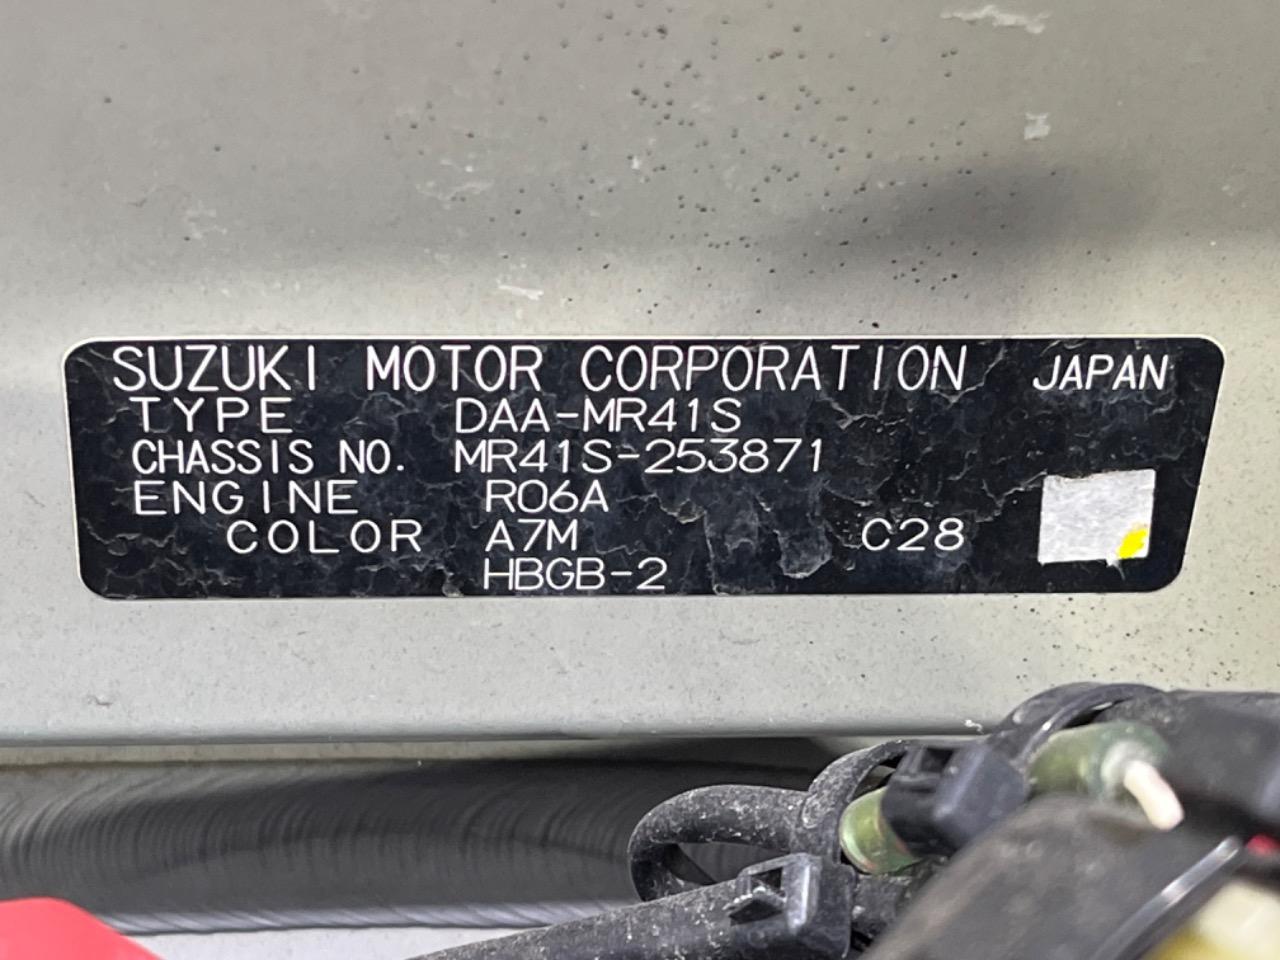 SUZUKI MOTOR CORPORATION JAPAN
TYPE DAA-MR41S
CHASSIS NO. MR41S-253871
ENGINE R06A
COLOR A7M C28
HBGB-2